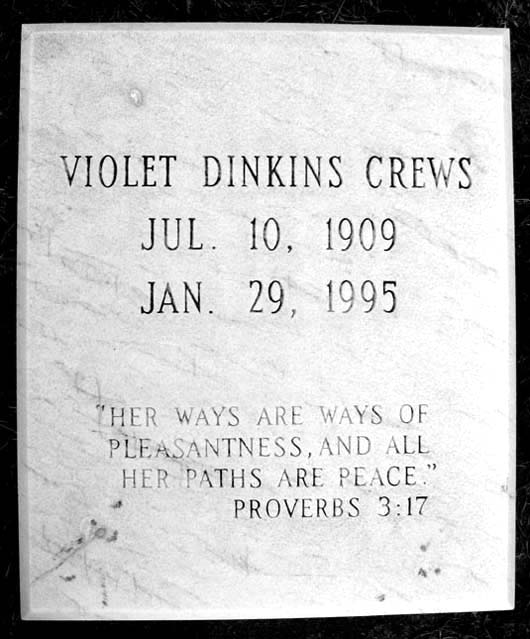 VIOLET DINKINS CREWS
JUL. 10, 1909
JAN. 29, 1995
"HER WAYS ARE WAYS OF
PLEASANTNESS, AND ALL
HER PATHS ARE PEACE."
PROVERBS 3:17